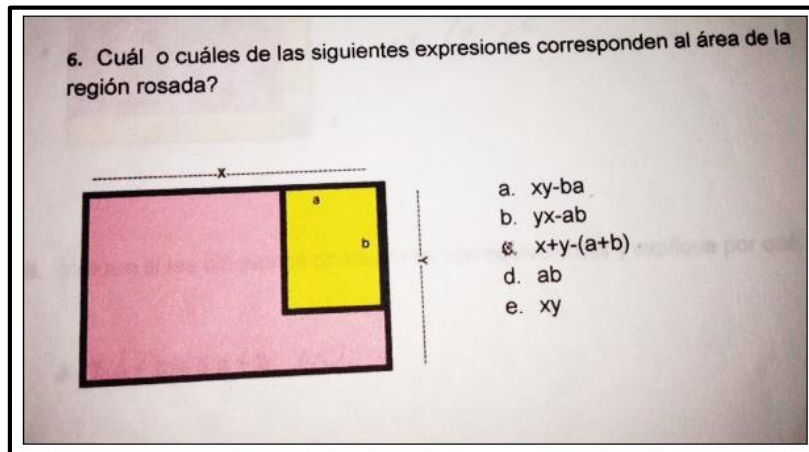 6. Cuál o cuáles de las siguientes expresiones corresponden al área de la
región rosada?
X
a
b
Y
a. xy-ba
b. yx-ab
c. x+y-(a+b)
d. ab
e. xy